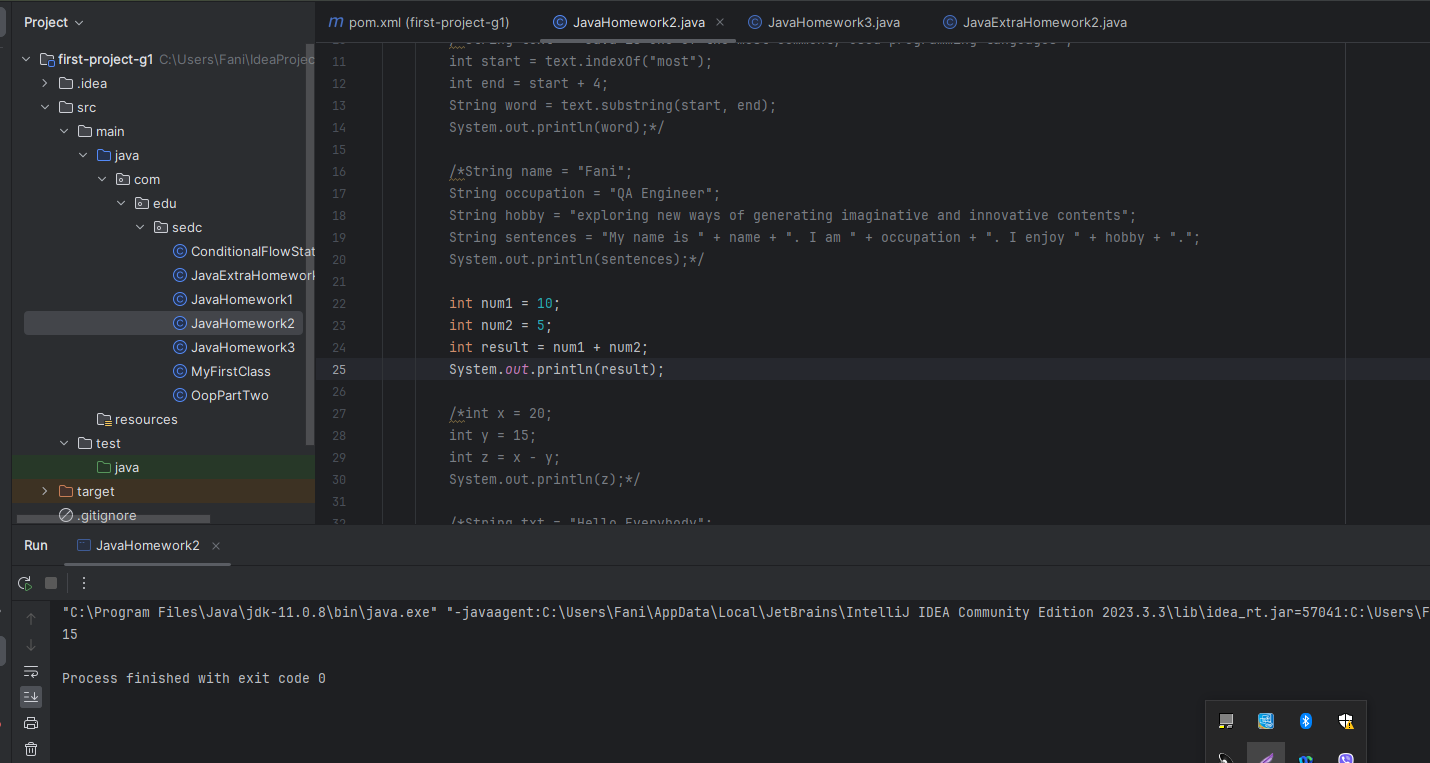 Project
pom.xml (first-project-g1)
JavaHomework2.java
JavaHomework3.java
JavaExtraHomework2.java
first-project-g1 C:\Users\Fani\IdeaProjec
.idea
src
main
java
com
edu
sedc
ConditionalFlowStat
JavaExtraHomework
JavaHomework1
JavaHomework2
JavaHomework3
MyFirstClass
OopPartTwo
resources
test
java
target
.gitignore
11 int start = text.indexOf("most");
12 int end = start + 4;
13 String word = text.substring(start, end);
14 System.out.println(word);*/
15
16 /*String name = "Fani";
17 String occupation = "QA Engineer";
18 String hobby = "exploring new ways of generating imaginative and innovative contents";
19 String sentences = "My name is " + name + ". I am " + occupation + ". I enjoy " + hobby + ".";
20 System.out.println(sentences);*/
21
22 int num1 = 10;
23 int num2 = 5;
24 int result = num1 + num2;
25 System.out.println(result);
26
27 /*int x = 20;
28 int y = 15;
29 int z = x - y;
30 System.out.println(z);*/
31
32 /*String txt = "Hello Everybody";
Run
JavaHomework2
"C:\Program Files\Java\jdk-11.0.8\bin\java.exe" "-javaagent:C:\Users\Fani\AppData\Local\JetBrains\IntelliJ IDEA Community Edition 2023.3.3\lib\idea_rt.jar=57041:C:\Users\F
15
Process finished with exit code 0